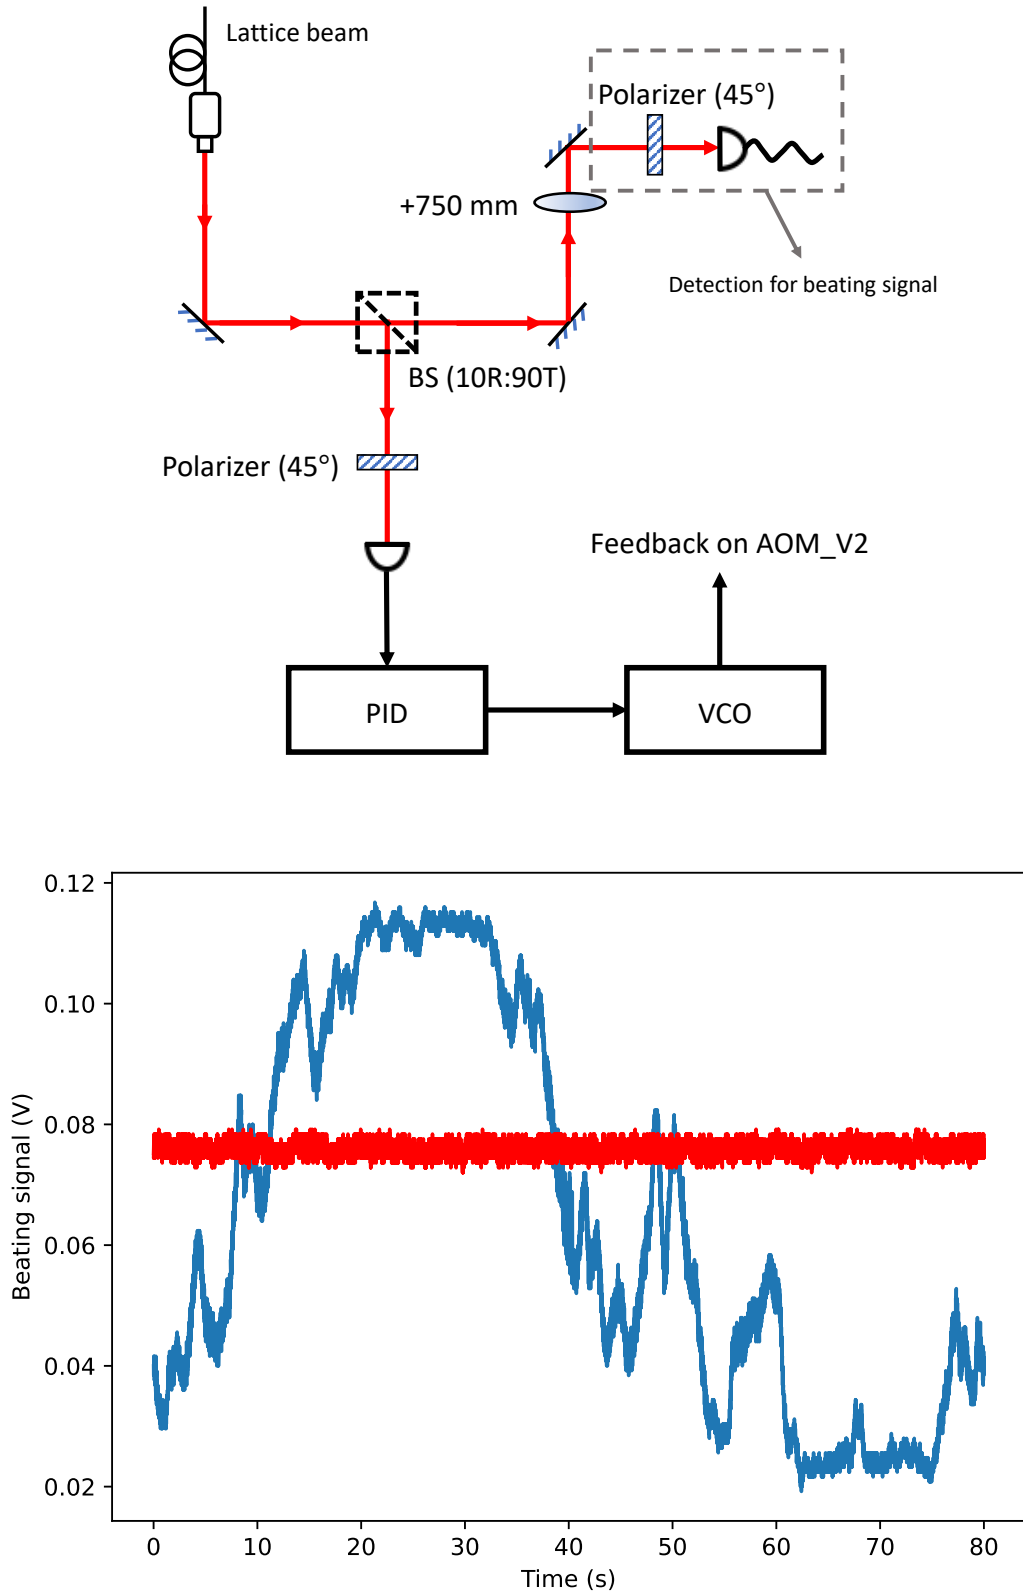 Lattice beam
Polarizer (45°)
+750 mm
Detection for beating signal
BS (10R:90T)
Polarizer (45°)
Feedback on AOM_V2
PID
VCO
0.12
0.10
0.08
0.06
0.04
0.02
Beating signal (V)
0 10 20 30 40 50 60 70 80
Time (s)